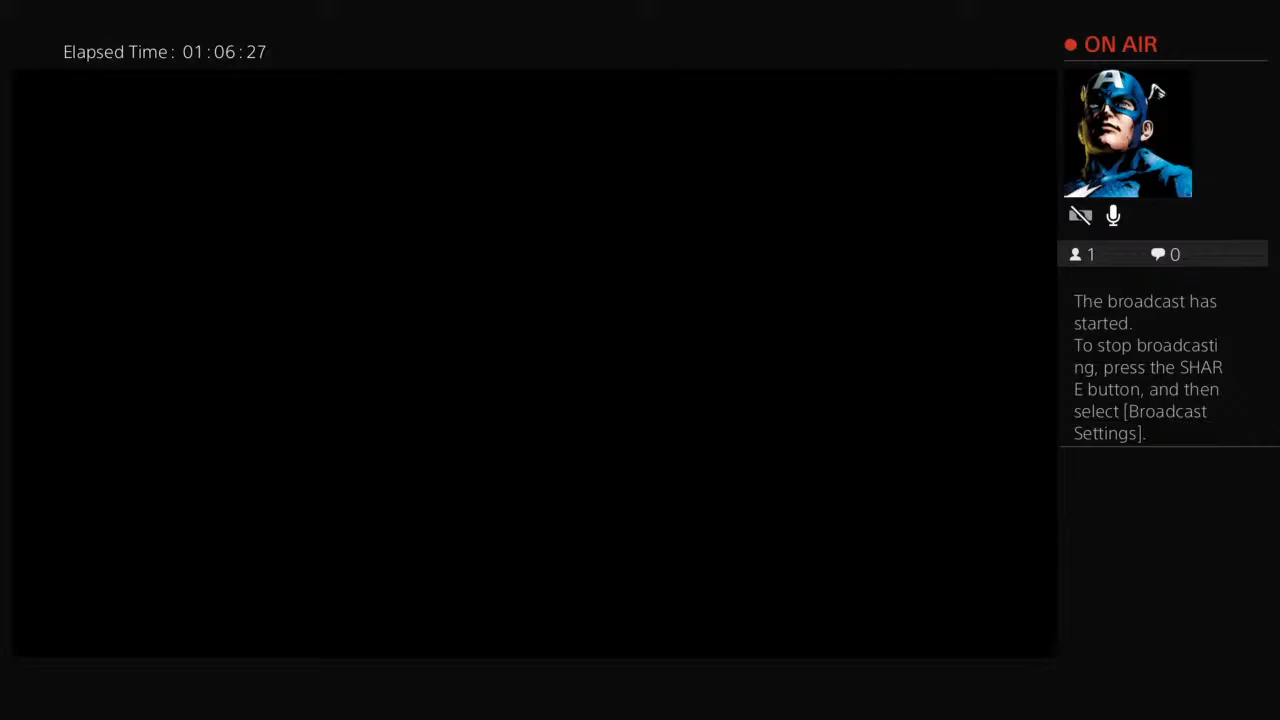 Elapsed Time: 01:06:27
ON AIR
A
1 0
The broadcast has
started.
To stop broadcasti
ng, press the SHAR
E button, and then
select [Broadcast
Settings].